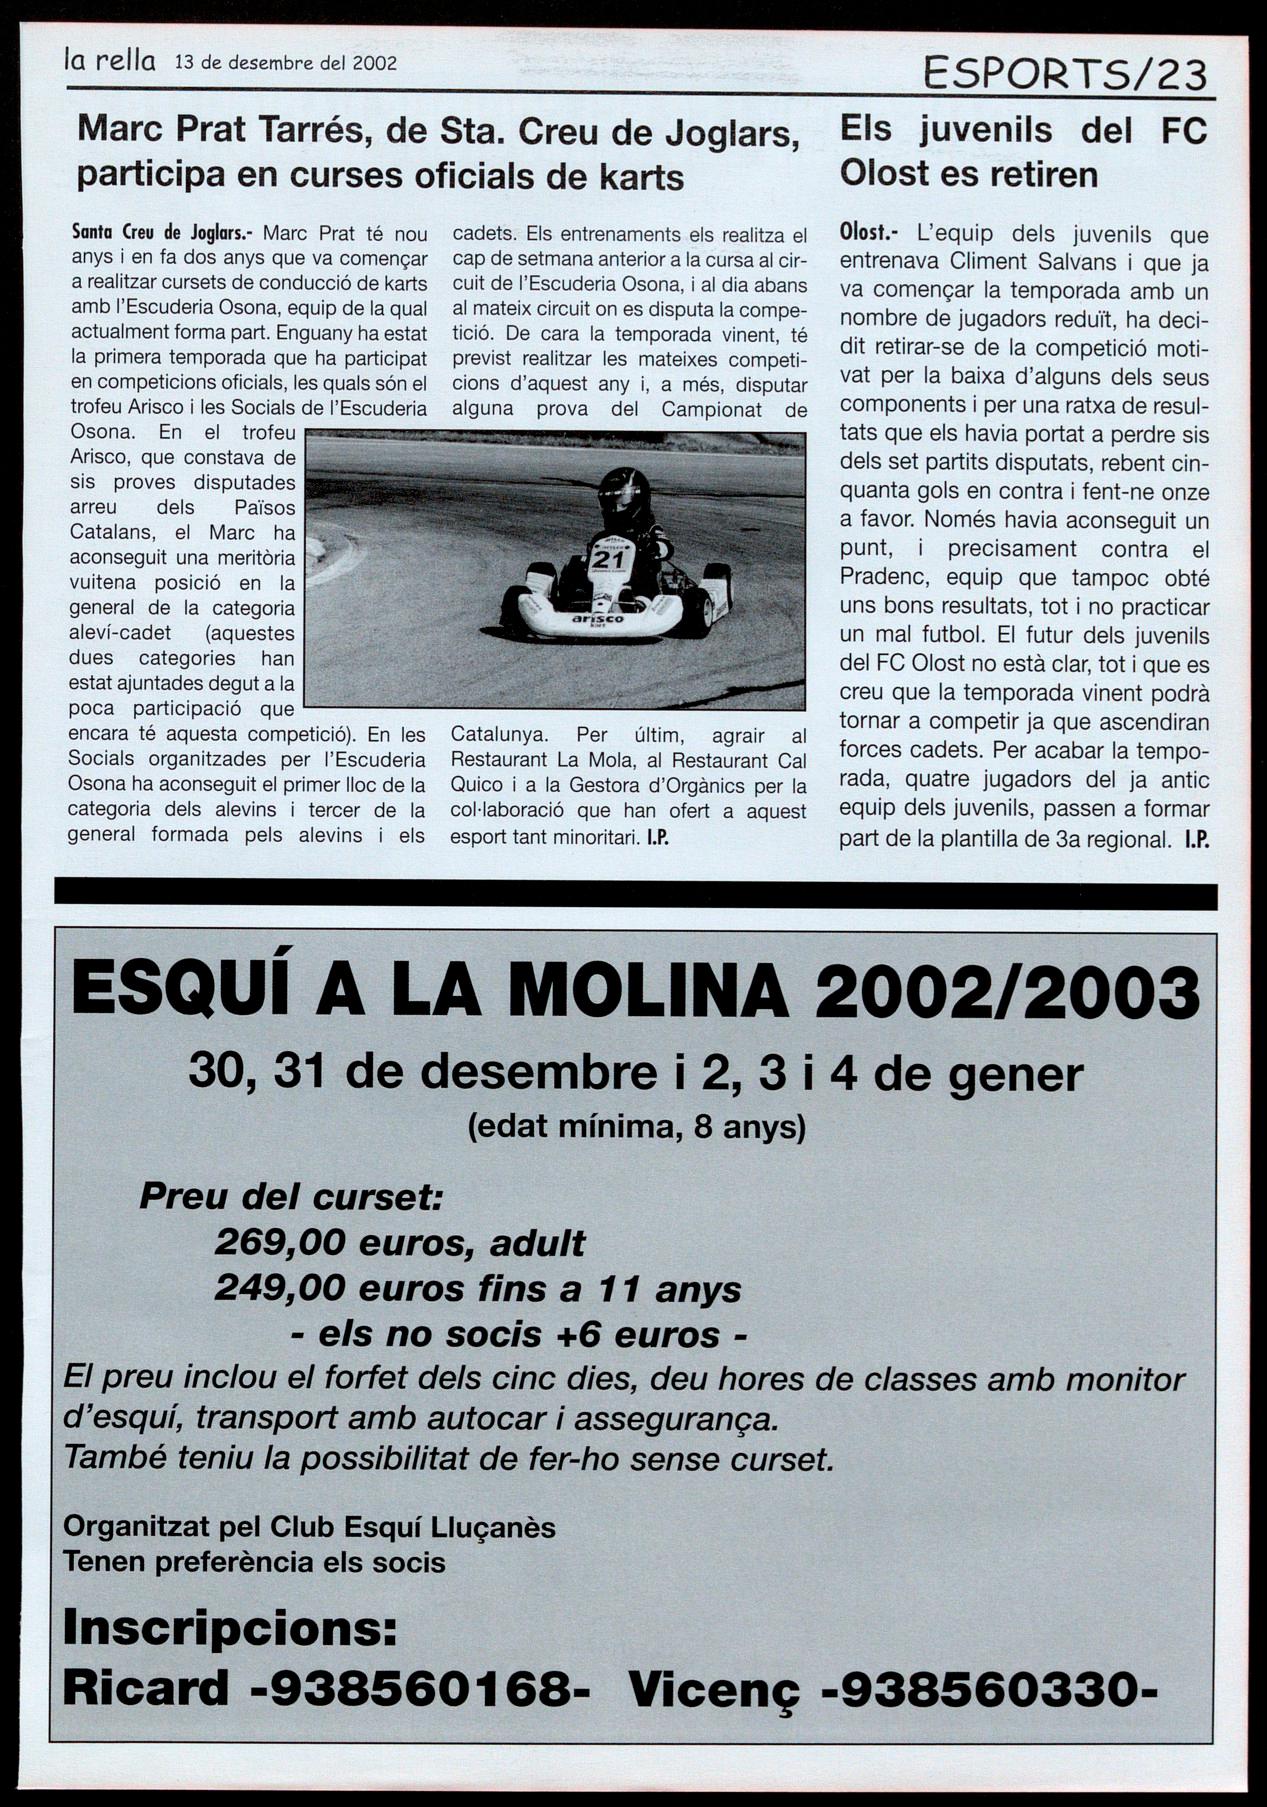 la rella 13 de desembre del 2002
ESPORTS/23
Marc Prat Tarrés, de Sta. Creu de Joglars,
participa en curses oficials de karts
Santa Creu de Joglars.- Marc Prat té nou
anys i en fa dos anys que va començar
a realitzar cursets de conducció de karts
amb l'Escuderia Osona, equip de la qual
actualment forma part. Enguany ha estat
la primera temporada que ha participat
en competicions oficials, les quals són el
trofeu Arisco i les Socials de l'Escuderia
Osona. En el trofeu
Arisco, que constava de
sis proves disputades
arreu dels Països
Catalans, el Marc ha
aconseguit una meritòria
vuitena posició en la
general de la categoria
aleví-cadet (aquestes
dues categories han
estat ajuntades degut a la
poca participació que
encara té aquesta competició). En les
Socials organitzades per l'Escuderia
Osona ha aconseguit el primer lloc de la
categoria dels alevins i tercer de la
general formada pels alevins i els
cadets. Els entrenaments els realitza el
cap de setmana anterior a la cursa al cir-
cuit de l'Escuderia Osona, i al dia abans
al mateix circuit on es disputa la compe-
tició. De cara la temporada vinent, té
previst realitzar les mateixes competi-
cions d'aquest any i, a més, disputar
alguna prova del Campionat de
21
arisco
kart
Catalunya. Per últim, agrair al
Restaurant La Mola, al Restaurant Cal
Quico i a la Gestora d'Orgànics per la
col·laboració que han ofert a aquest
esport tant minoritari. I.P.
Els juvenils del FC
Olost es retiren
Olost.- L'equip dels juvenils que
entrenava Climent Salvans i que ja
va començar la temporada amb un
nombre de jugadors reduït, ha deci-
dit retirar-se de la competició moti-
vat per la baixa d'alguns dels seus
components i per una ratxa de resul-
tats que els havia portat a perdre sis
dels set partits disputats, rebent cin-
quanta gols en contra i fent-ne onze
a favor. Només havia aconseguit un
punt, i precisament contra el
Pradenc, equip que tampoc obté
uns bons resultats, tot i no practicar
un mal futbol. El futur dels juvenils
del FC Olost no està clar, tot i que es
creu que la temporada vinent podrà
tornar a competir ja que ascendiran
forces cadets. Per acabar la tempo-
rada, quatre jugadors del ja antic
equip dels juvenils, passen a formar
part de la plantilla de 3a regional. I.P.
ESQUÍ A LA MOLINA 2002/2003
30, 31 de desembre i 2, 3 i 4 de gener
(edat mínima, 8 anys)
Preu del curset:
269,00 euros, adult
249,00 euros fins a 11 anys
- els no socis +6 euros -
El preu inclou el forfet dels cinc dies, deu hores de classes amb monitor
d'esquí, transport amb autocar i assegurança.
També teniu la possibilitat de fer-ho sense curset.
Organitzat pel Club Esquí Lluçanès
Tenen preferència els socis
Inscripcions:
Ricard -938560168- Vicenç -938560330-